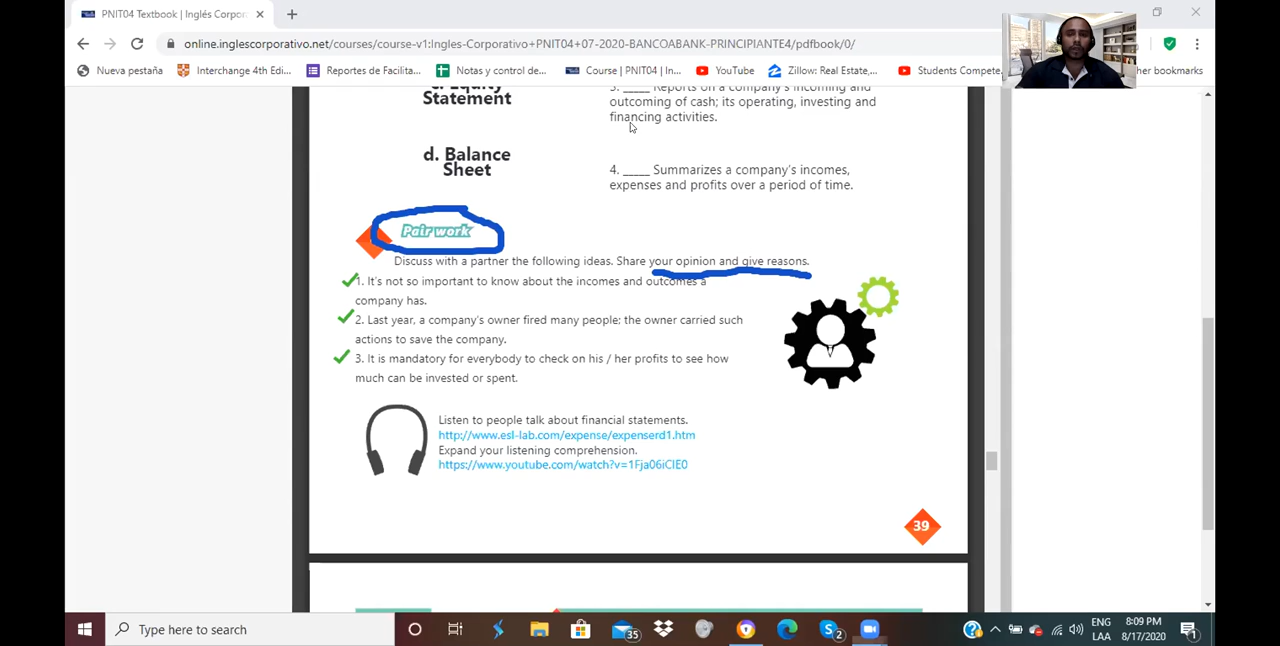 PNIT04 Textbook | Inglés Corpor
online.inglescorporativo.net/courses/course-v1:Ingles-Corporativo+PNIT04+07-2020-BANCOABANK-PRINCIPIANTE4/pdfbook/0/
Nueva pestaña Interchange 4th Edi... Reportes de Facilita... Notas y control de... Course | PNIT04 | In... YouTube Zillow: Real Estate,... Students Compete. her bookmarks
c. Equity
Statement
3. _____ Reports on a company's incoming and
outcoming of cash; its operating, investing and
financing activities.
d. Balance
Sheet
4. _____ Summarizes a company's incomes,
expenses and profits over a period of time.
Pair work
Discuss with a partner the following ideas. Share your opinion and give reasons.
1. It's not so important to know about the incomes and outcomes a
company has.
2. Last year, a company's owner fired many people; the owner carried such
actions to save the company.
3. It is mandatory for everybody to check on his / her profits to see how
much can be invested or spent.
Listen to people talk about financial statements.
http://www.esl-lab.com/expense/expenserd1.htm
Expand your listening comprehension.
https://www.youtube.com/watch?v=1Fja06iCIE0
39
Type here to search
35
2
ENG
LAA
8:09 PM
8/17/2020
1